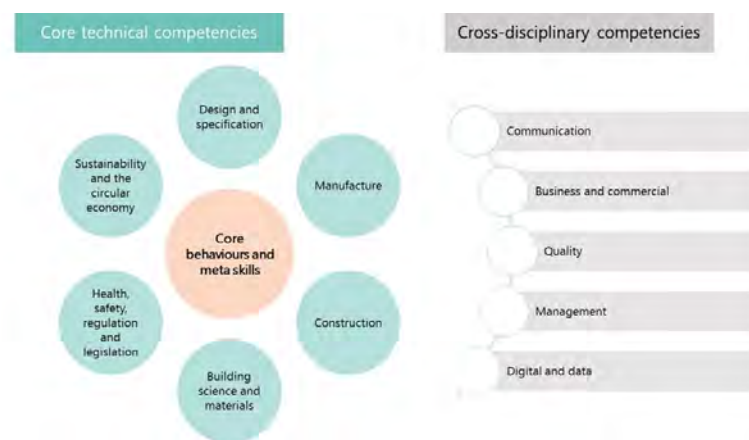 Core technical competencies
Design and
specification
Sustainability
and the
circular
economy
Manufacture
Core
behaviours and
meta skills
Health,
safety,
regulation
and
legislation
Construction
Building
science and
materials
Cross-disciplinary competencies
Communication
Business and commercial
Quality
Management
Digital and data